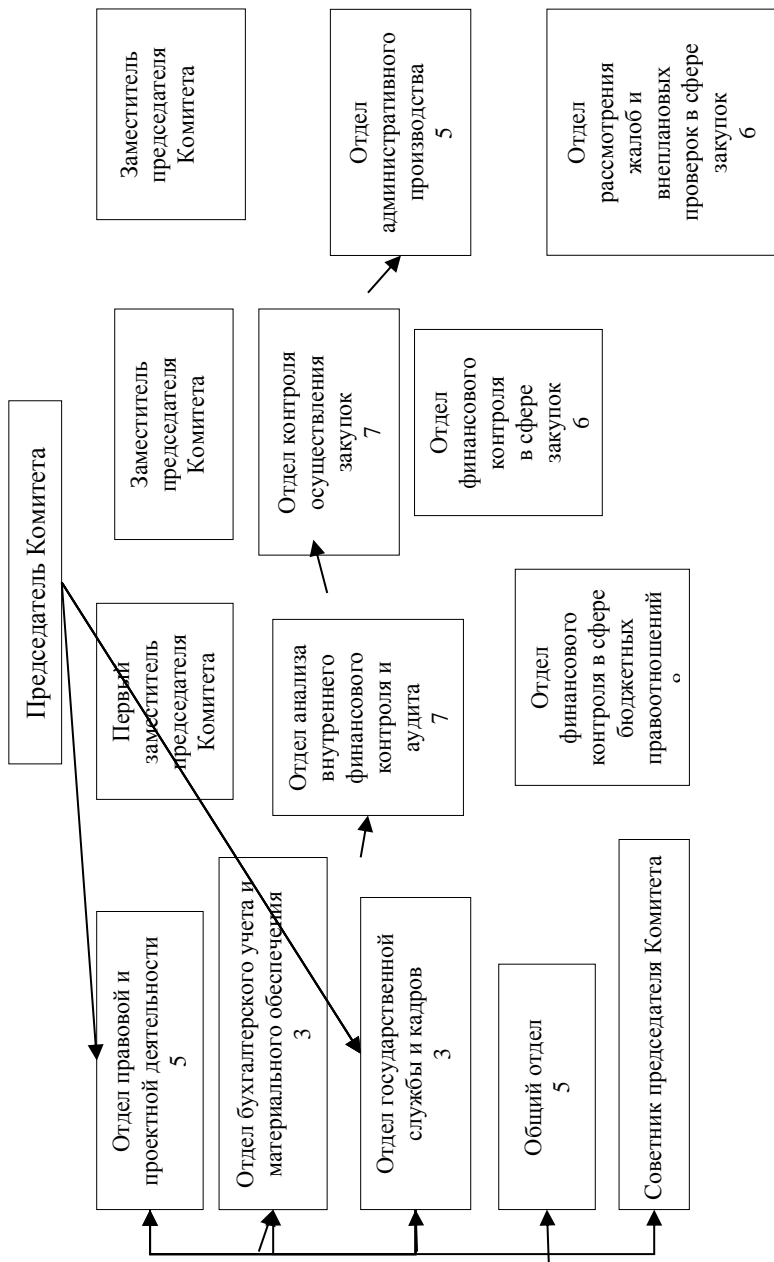 Председатель Комитета
Отдел правовой и
проектной деятельности
5
Первый
заместитель
председателя
Комитета
Заместитель
председателя
Комитета
Заместитель
председателя
Комитета
Отдел бухгалтерского учета и
материального обеспечения
3
Отдел анализа
внутреннего
финансового
контроля и
аудита
7
Отдел контроля
осуществления
закупок
7
Отдел
административного
производства
5
Отдел государственной
службы и кадров
3
Отдел
финансового
контроля
в сфере
закупок
6
Общий отдел
5
Отдел
финансового
контроля в сфере
бюджетных
правоотношений
Отдел
рассмотрения
жалоб и
внеплановых
проверок в сфере
закупок
6
Советник председателя Комитета